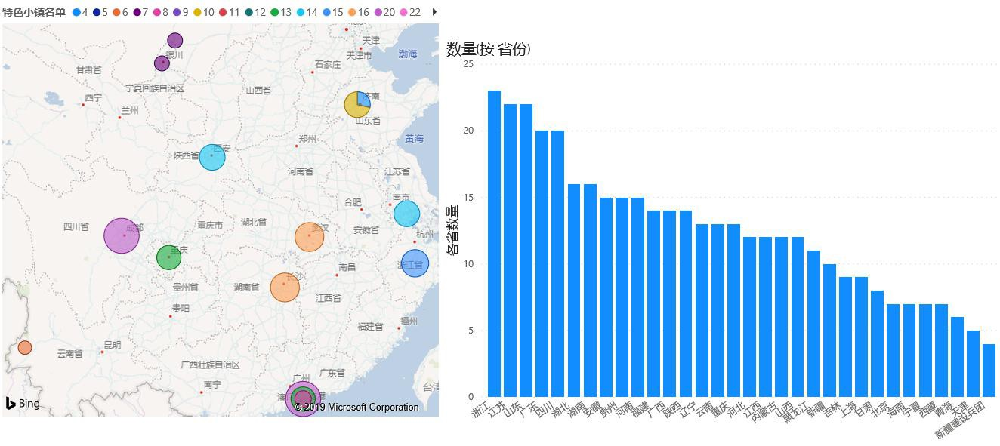 特色小镇名单 4 5 6 7 8 9 10 11 12 13 14 15 16 20 22
天津
天津市
渤海
银川
石家庄
甘肃省
宁夏回族自治区
山西省
西宁
济南
兰州
山东省
郑州
黄海
西安
陕西省
河南省
江苏省
南京
合肥
四川省
成都
重庆市
湖北省
武汉
安徽省
杭州
重庆
浙江省
南昌
长沙
贵州省
湖南省
江西省
贵阳
福州
福建省
昆明
云南省
广西壮族自治区
广州
广东省
南宁
Bing
© 2019 Microsoft Corporation
数量(按 省份)
各省数量
25
20
15
10
5
0
浙江
江苏
山东
广东
四川
湖北
湖南
安徽
贵州
河南
福建
广西
陕西
辽宁
云南
重庆
河北
江西
内蒙古
山西
黑龙江
新疆
吉林
上海
甘肃
北京
海南
宁夏
西藏
青海
天津
新疆建设兵团